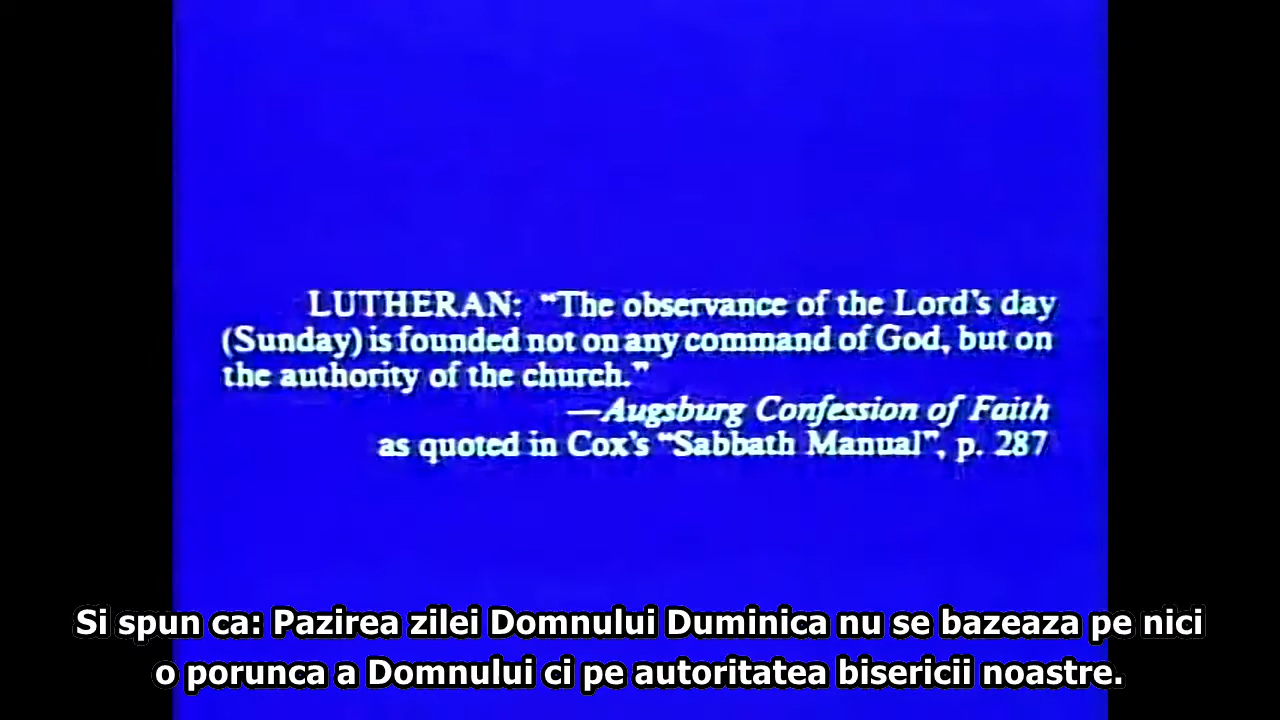 LUTHERAN: “The observance of the Lord’s day
(Sunday) is founded not on any command of God, but on
the authority of the church.”
—Augsburg Confession of Faith
as quoted in Cox’s “Sabbath Manual”, p. 287
Si spun ca: Pazirea zilei Domnului Duminica nu se bazeaza pe nici
o porunca a Domnului ci pe autoritatea bisericii noastre.